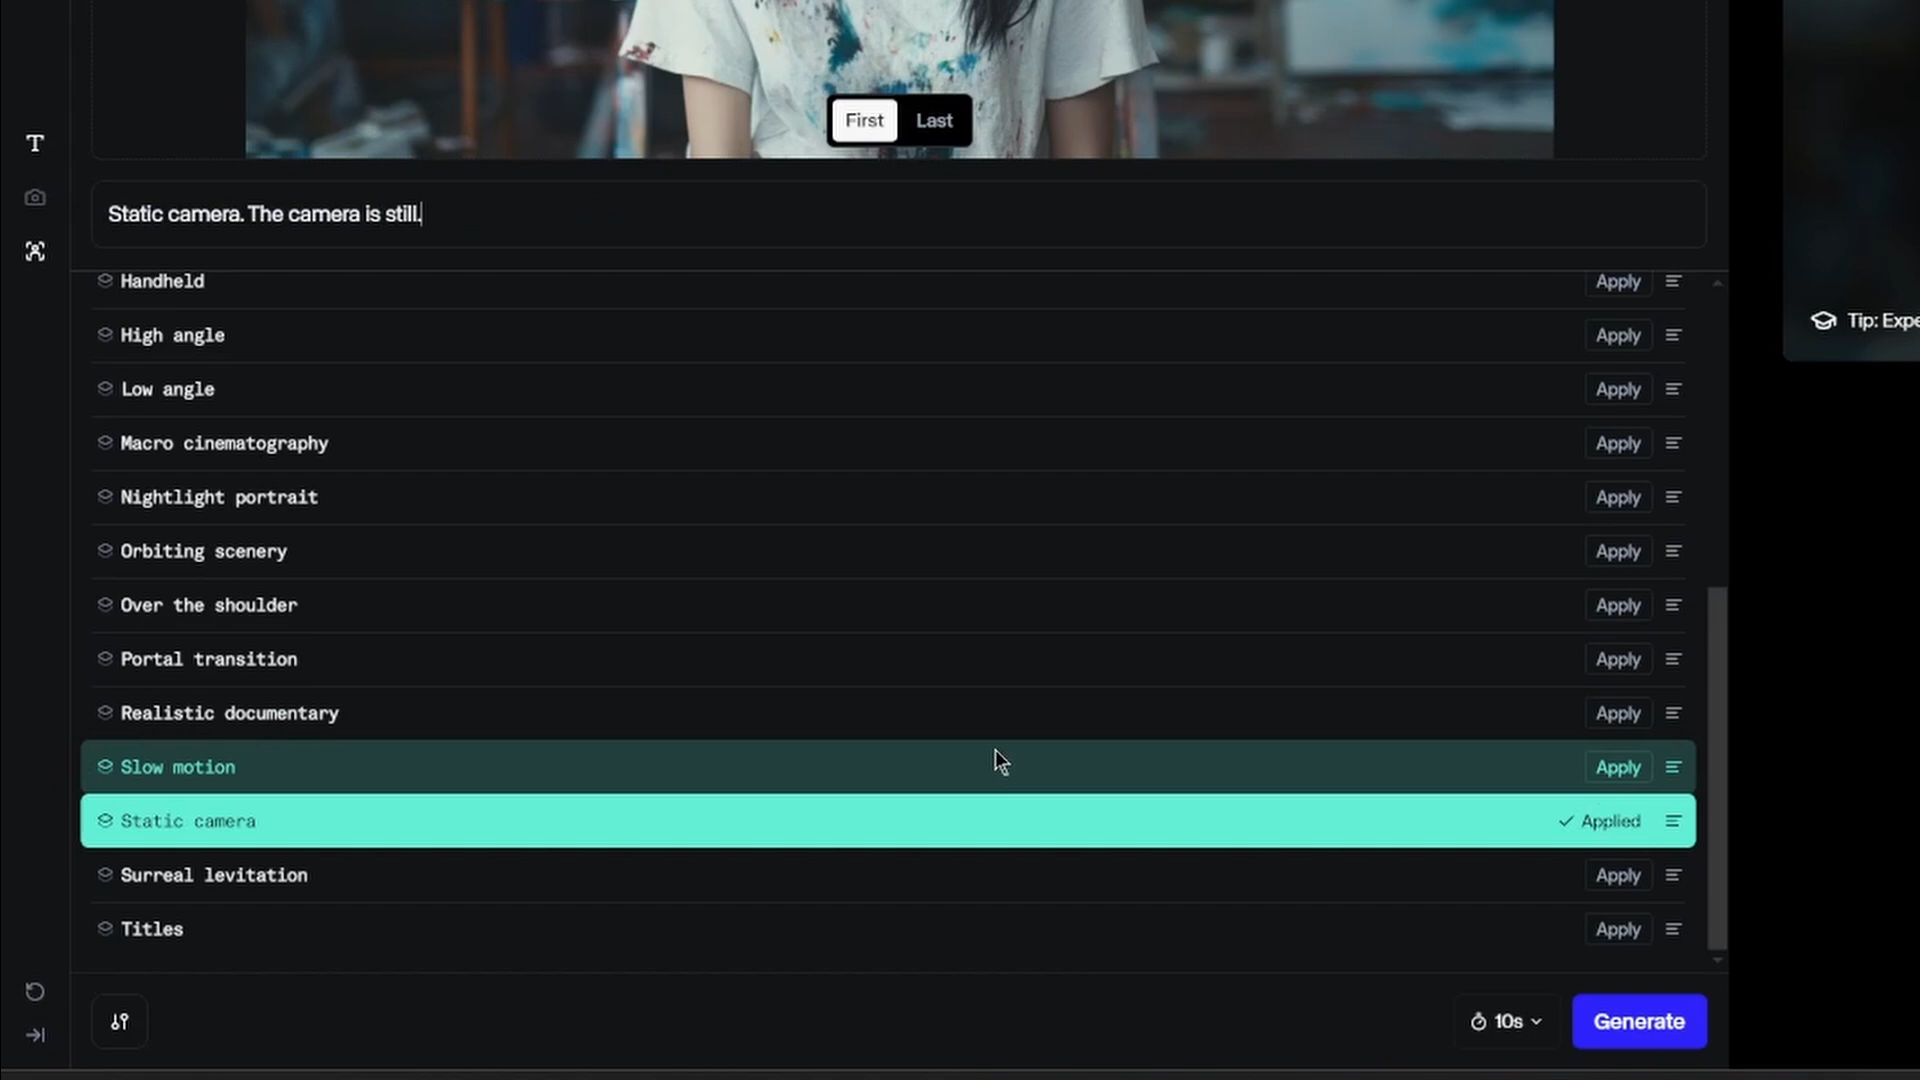 First Last
T
Static camera. The camera is still.
Handheld Apply
Tip: Expe
High angle Apply
Low angle Apply
Macro cinematography Apply
Nightlight portrait Apply
Orbiting scenery Apply
Over the shoulder Apply
Portal transition Apply
Realistic documentary Apply
Slow motion Apply
Static camera Applied
Surreal levitation Apply
Titles Apply
10s Generate